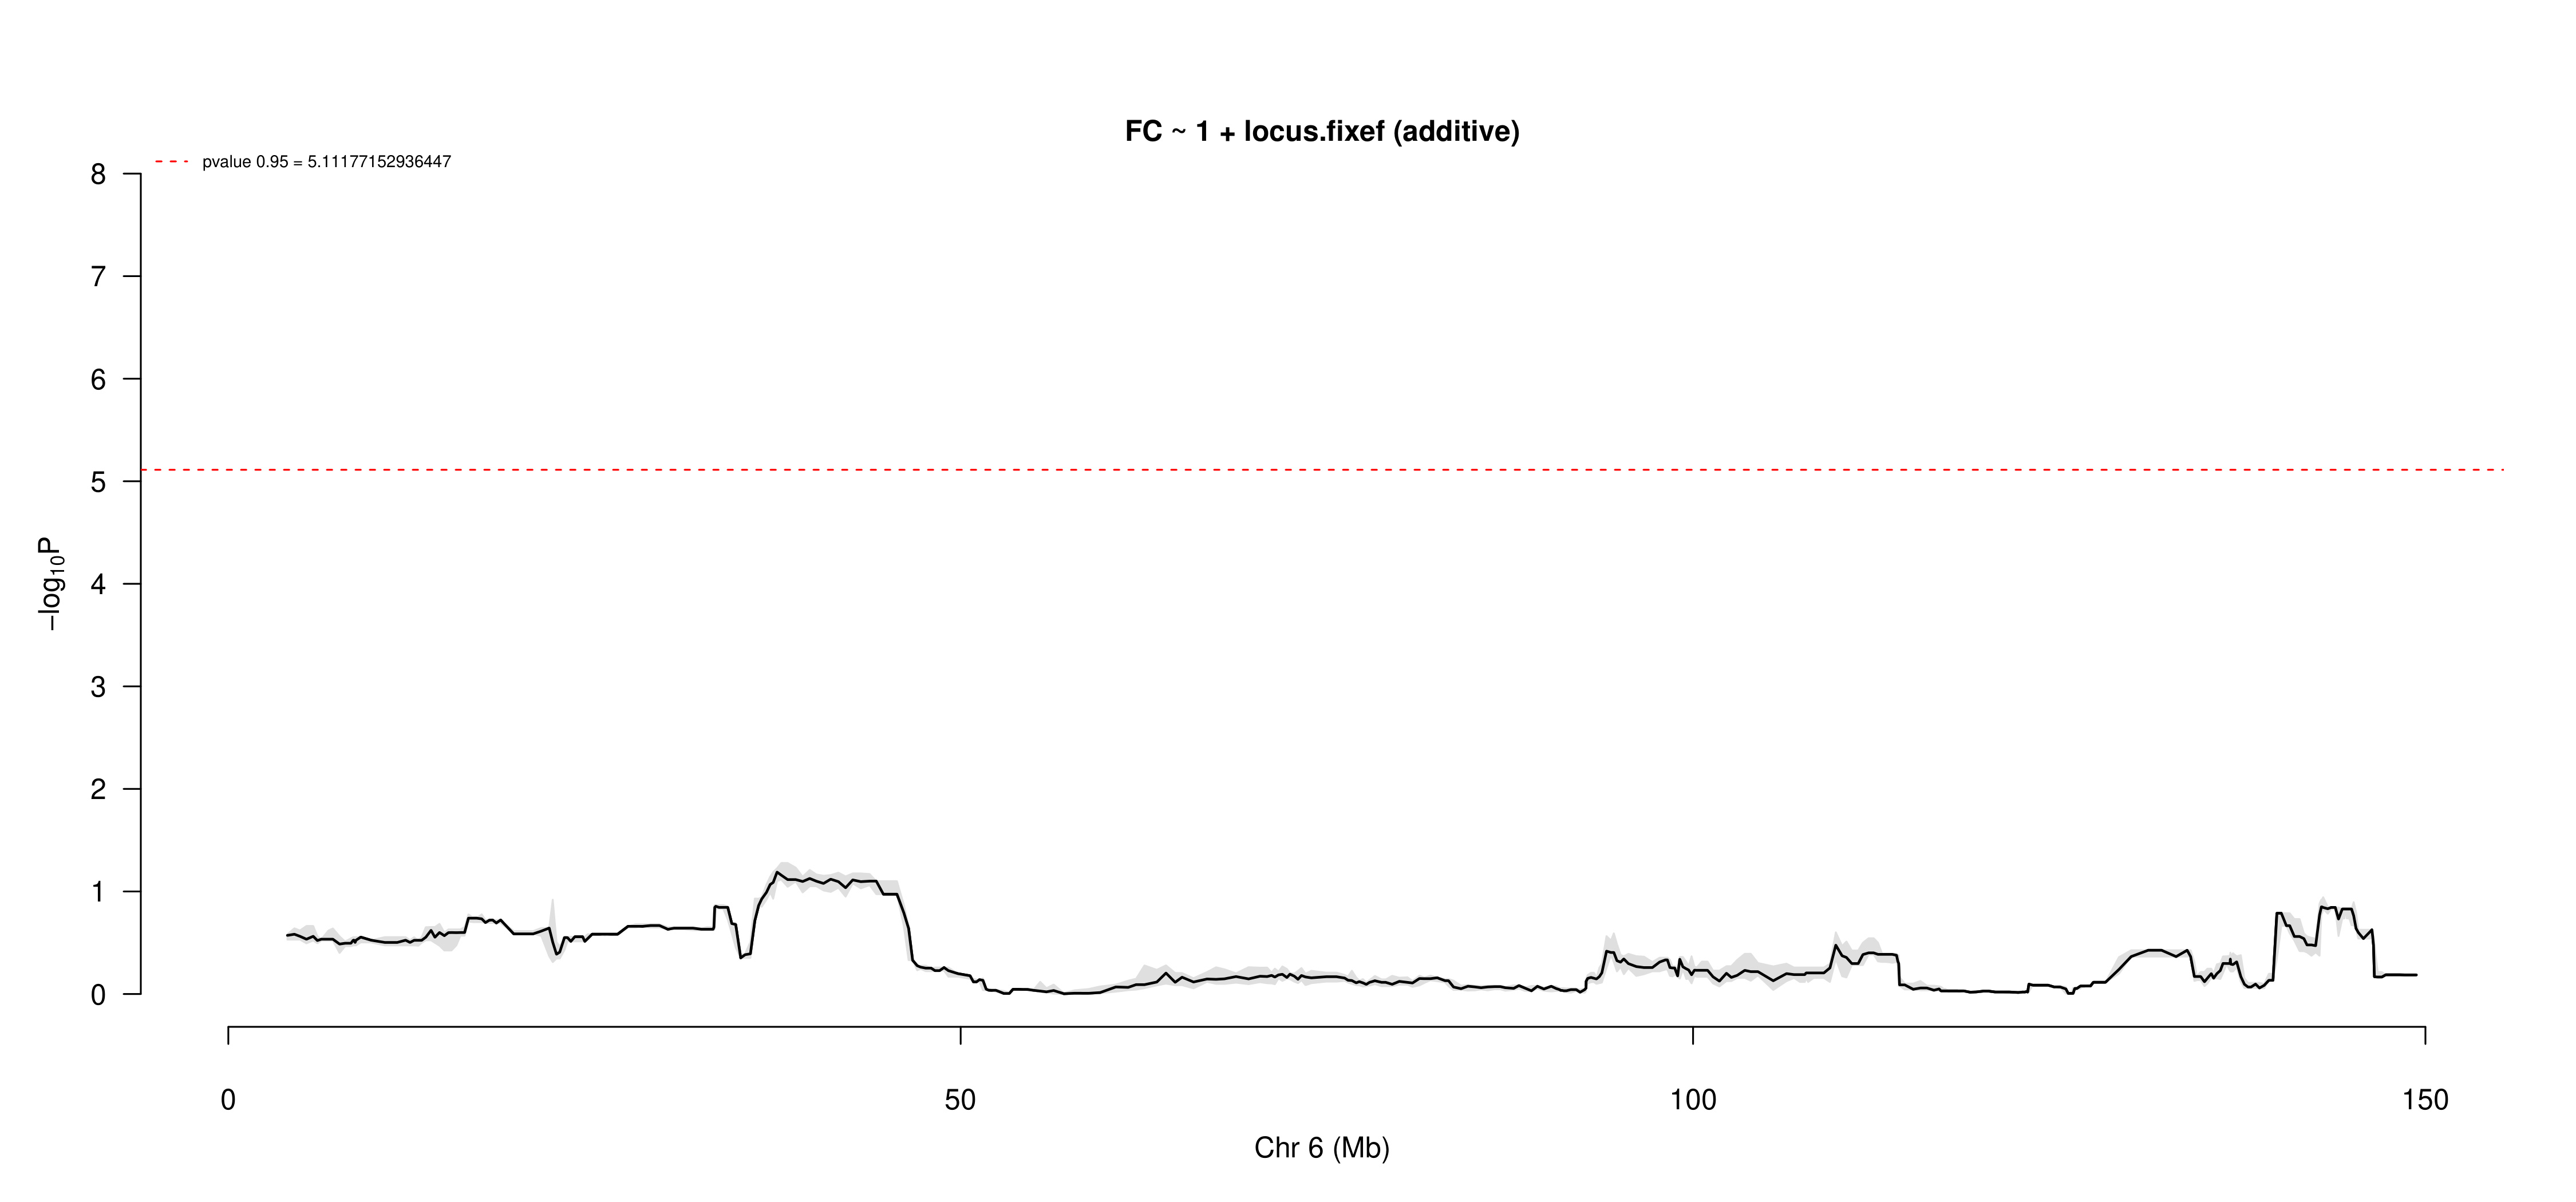 FC ~ 1 + locus.fixef (additive)
pvalue 0.95 = 5.11177152936447
8
7
6
5
4
3
2
1
0
−log10P
0 50 100 150
Chr 6 (Mb)